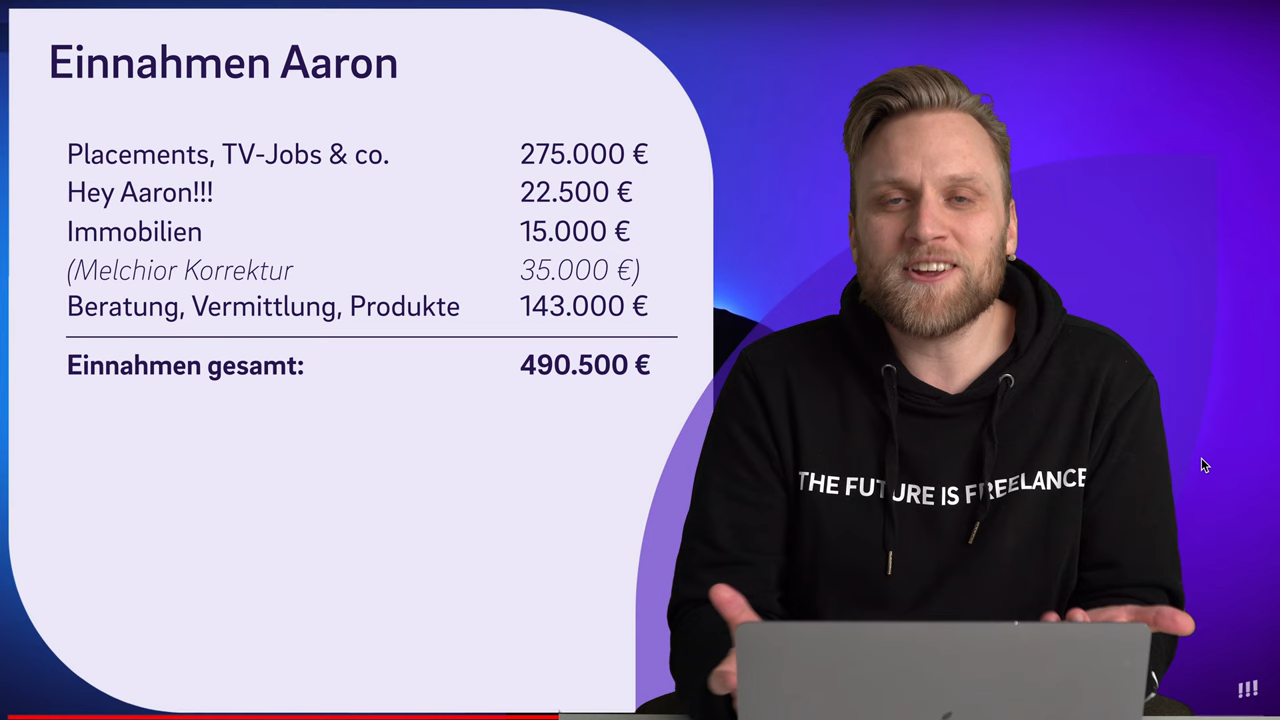 Einnahmen Aaron
Placements, TV-Jobs & co. 275.000 €
Hey Aaron!!! 22.500 €
Immobilien 15.000 €
(Melchior Korrektur 35.000 €)
Beratung, Vermittlung, Produkte 143.000 €
Einnahmen gesamt: 490.500 €
THE FUTURE IS FREELANCE
!!!